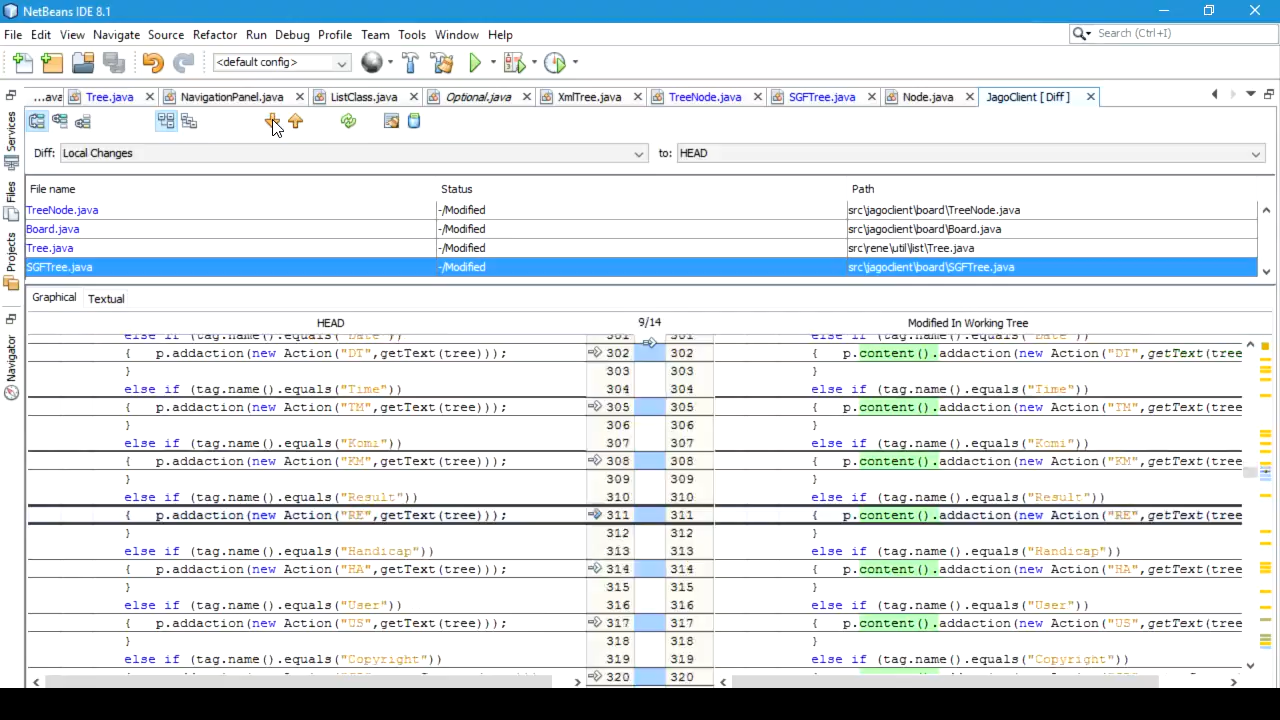 NetBeans IDE 8.1
File Edit View Navigate Source Refactor Run Debug Profile Team Tools Window Help
Search (Ctrl+I)
<default config>
...ava Tree.java NavigationPanel.java ListClass.java Optional.java XmlTree.java TreeNode.java SGFTree.java Node.java JagoClient [ Diff ]
Services
Files
Projects
Navigator
Diff: Local Changes to: HEAD
File name Status Path
TreeNode.java -/Modified src\jagoclient\board\TreeNode.java
Board.java -/Modified src\jagoclient\board\Board.java
Tree.java -/Modified src\rene\util\list\Tree.java
SGFTree.java -/Modified src\jagoclient\board\SGFTree.java
Graphical Textual
HEAD 9/14 Modified In Working Tree
else if (tag.name().equals("Date")) 301 301 else if (tag.name().equals("Date"))
{ p.addaction(new Action("DT",getText(tree))); 302 302 { p.content().addaction(new Action("DT",getText(tree
} 303 303 }
else if (tag.name().equals("Time")) 304 304 else if (tag.name().equals("Time"))
{ p.addaction(new Action("TM",getText(tree))); 305 305 { p.content().addaction(new Action("TM",getText(tree
} 306 306 }
else if (tag.name().equals("Komi")) 307 307 else if (tag.name().equals("Komi"))
{ p.addaction(new Action("KM",getText(tree))); 308 308 { p.content().addaction(new Action("KM",getText(tree
} 309 309 }
else if (tag.name().equals("Result")) 310 310 else if (tag.name().equals("Result"))
{ p.addaction(new Action("RE",getText(tree))); 311 311 { p.content().addaction(new Action("RE",getText(tree
} 312 312 }
else if (tag.name().equals("Handicap")) 313 313 else if (tag.name().equals("Handicap"))
{ p.addaction(new Action("HA",getText(tree))); 314 314 { p.content().addaction(new Action("HA",getText(tree
} 315 315 }
else if (tag.name().equals("User")) 316 316 else if (tag.name().equals("User"))
{ p.addaction(new Action("US",getText(tree))); 317 317 { p.content().addaction(new Action("US",getText(tree
} 318 318 }
else if (tag.name().equals("Copyright")) 319 319 else if (tag.name().equals("Copyright"))
320 320